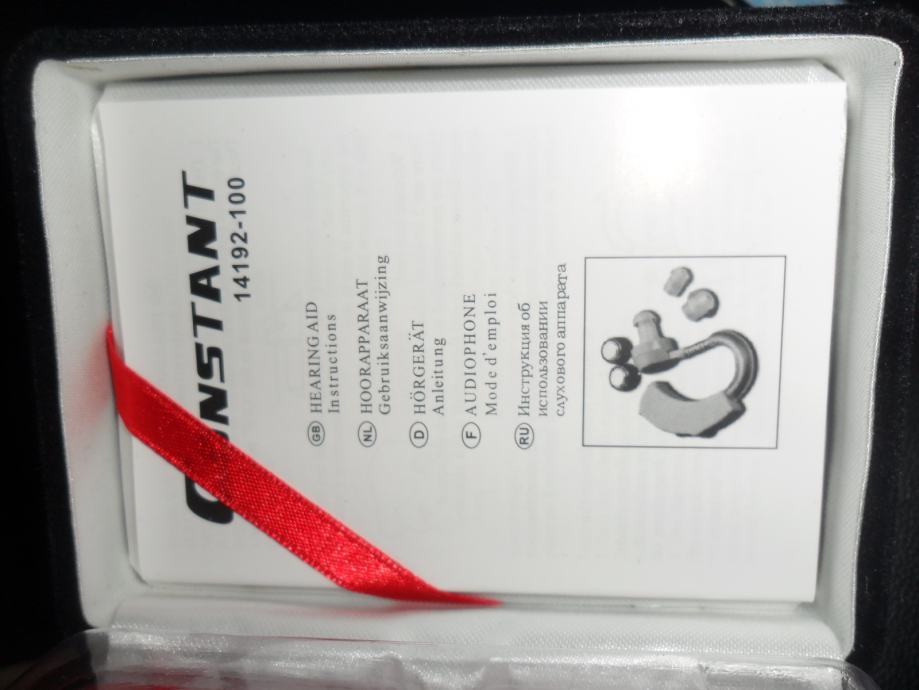 CONSTANT
14192-100
GB HEARING AID
Instructions
NL HOORAPPARAAT
Gebruiksaanwijzing
D HÖRGERÄT
Anleitung
F AUDIOPHONE
Mode d'emploi
RU Инструкция об
использовании
слухового аппарата